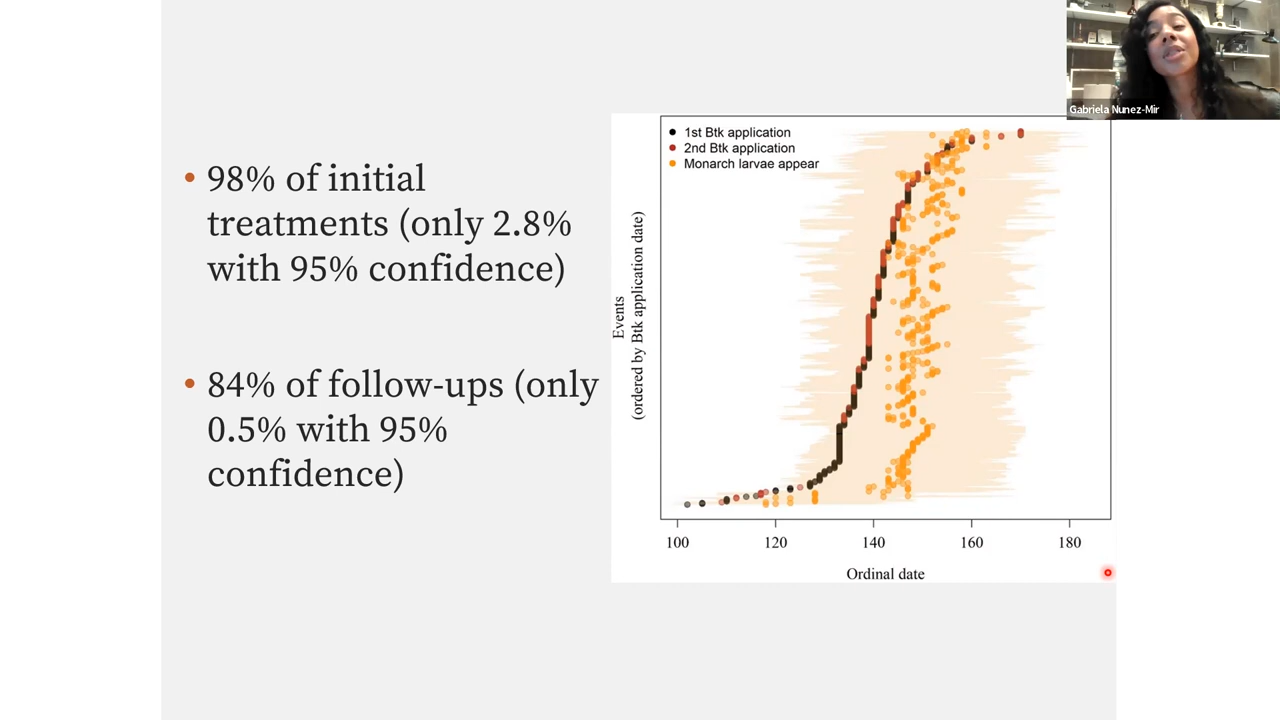 Gabriela Nunez-Mir
• 98% of initial
treatments (only 2.8%
with 95% confidence)
• 84% of follow-ups (only
0.5% with 95%
confidence)
1st Btk application
2nd Btk application
Monarch larvae appear
Events
(ordered by Btk application date)
100 120 140 160 180
Ordinal date